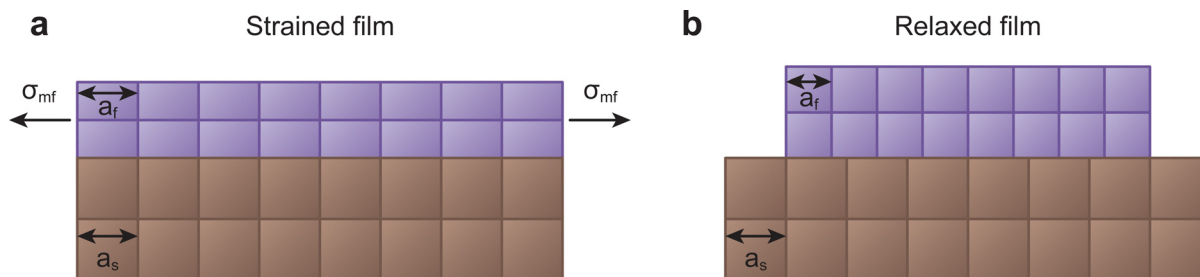 a Strained film
σmf σmf
af
as
b Relaxed film
af
as